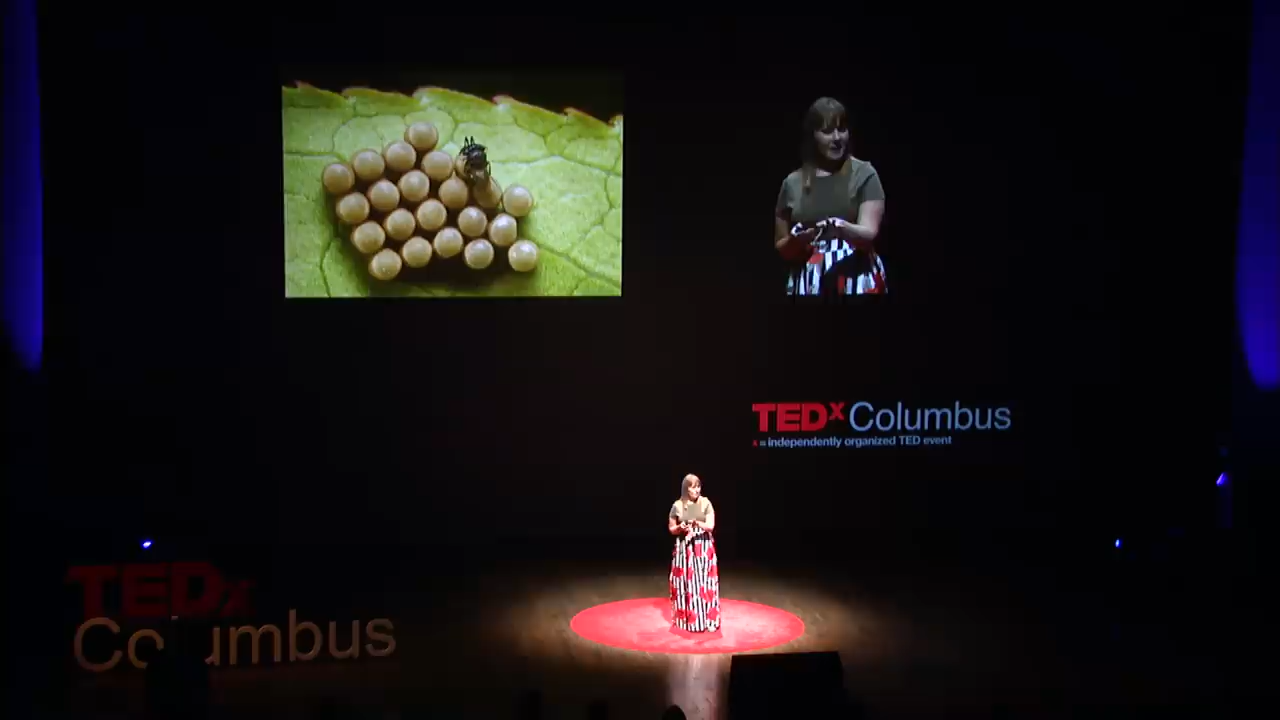 TEDx Columbus
x = independently organized TED event
TEDx
Columbus